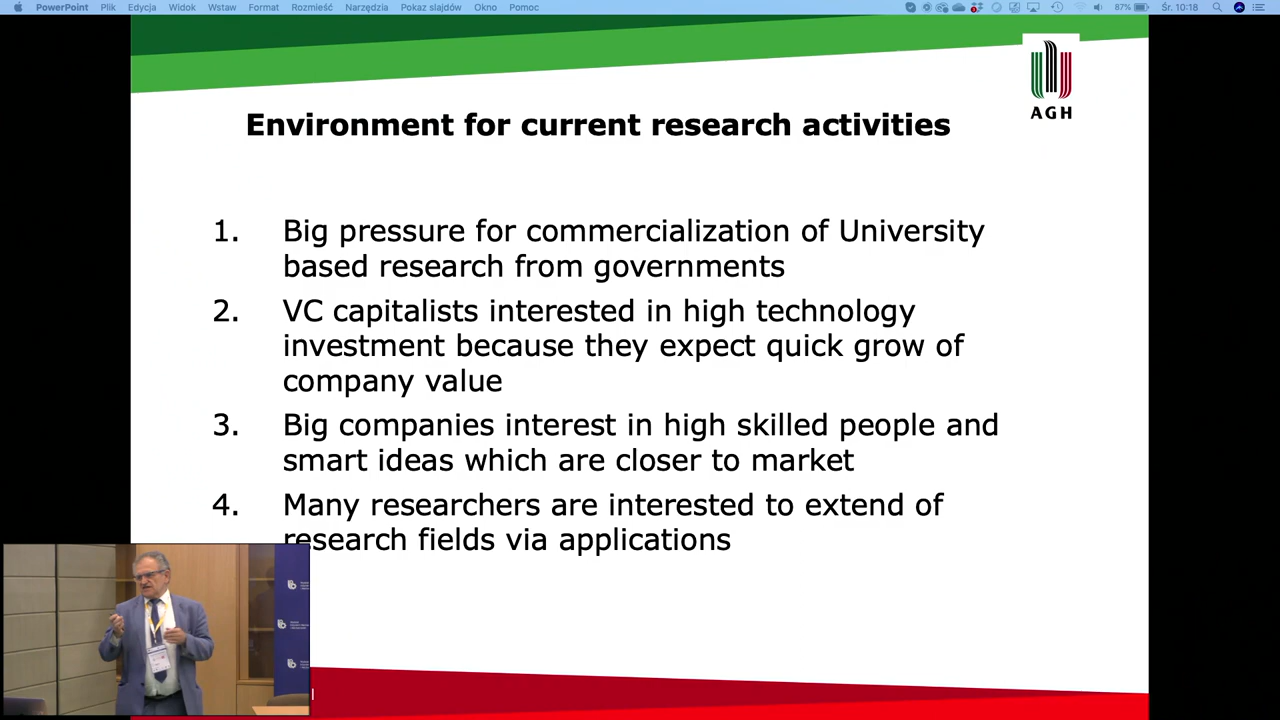 PowerPoint Plik Edycja Widok Wstaw Format Rozmieść Narzędzia Pokaz slajdów Okno Pomoc 87% Śr. 10:18
AGH
Environment for current research activities
1. Big pressure for commercialization of University
based research from governments
2. VC capitalists interested in high technology
investment because they expect quick grow of
company value
3. Big companies interest in high skilled people and
smart ideas which are closer to market
4. Many researchers are interested to extend of
research fields via applications